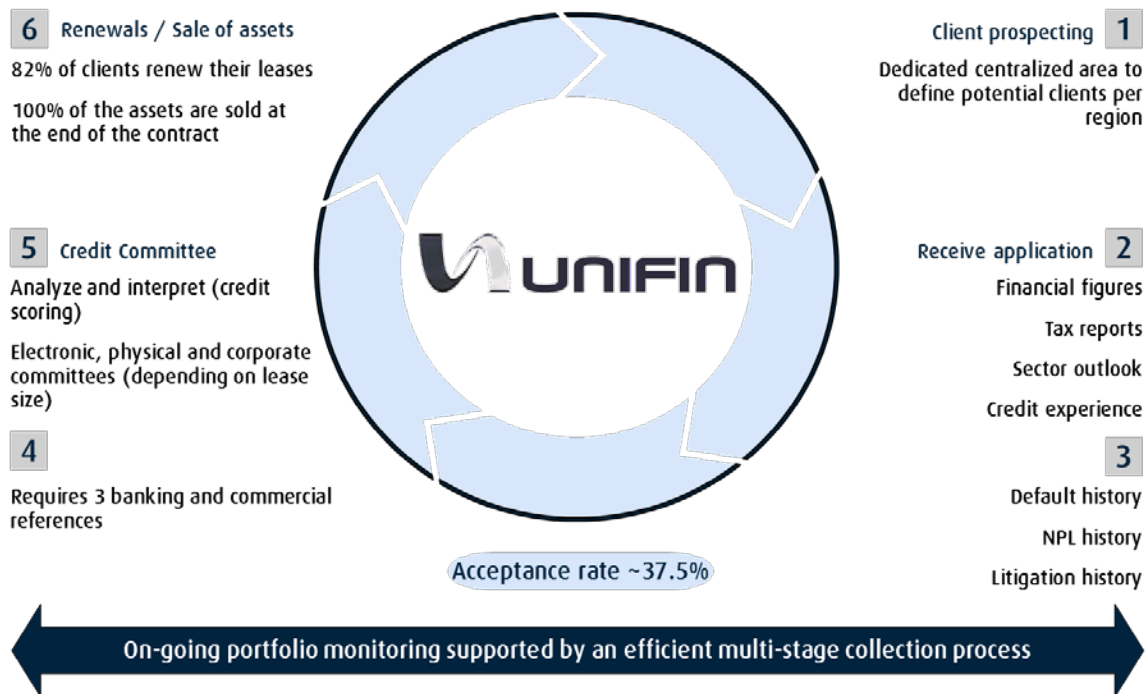 6 Renewals / Sale of assets
82% of clients renew their leases
100% of the assets are sold at
the end of the contract
Client prospecting 1
Dedicated centralized area to
define potential clients per
region
UNIFIN
5 Credit Committee
Analyze and interpret (credit
scoring)
Electronic, physical and corporate
committees (depending on lease
size)
Receive application 2
Financial figures
Tax reports
Sector outlook
Credit experience
4
Requires 3 banking and commercial
references
3
Default history
NPL history
Litigation history
Acceptance rate ~37.5%
On-going portfolio monitoring supported by an efficient multi-stage collection process